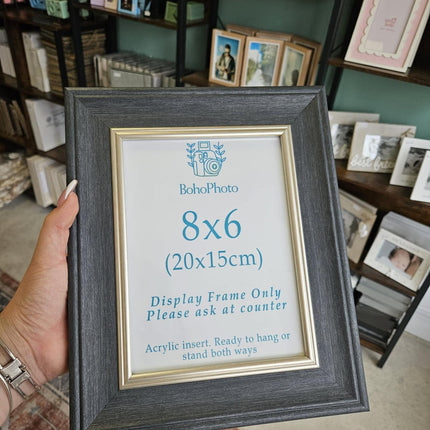 BohoPhoto
8x6
(20x15cm)
Display Frame Only
Please ask at counter
Acrylic insert. Ready to hang or
stand both ways